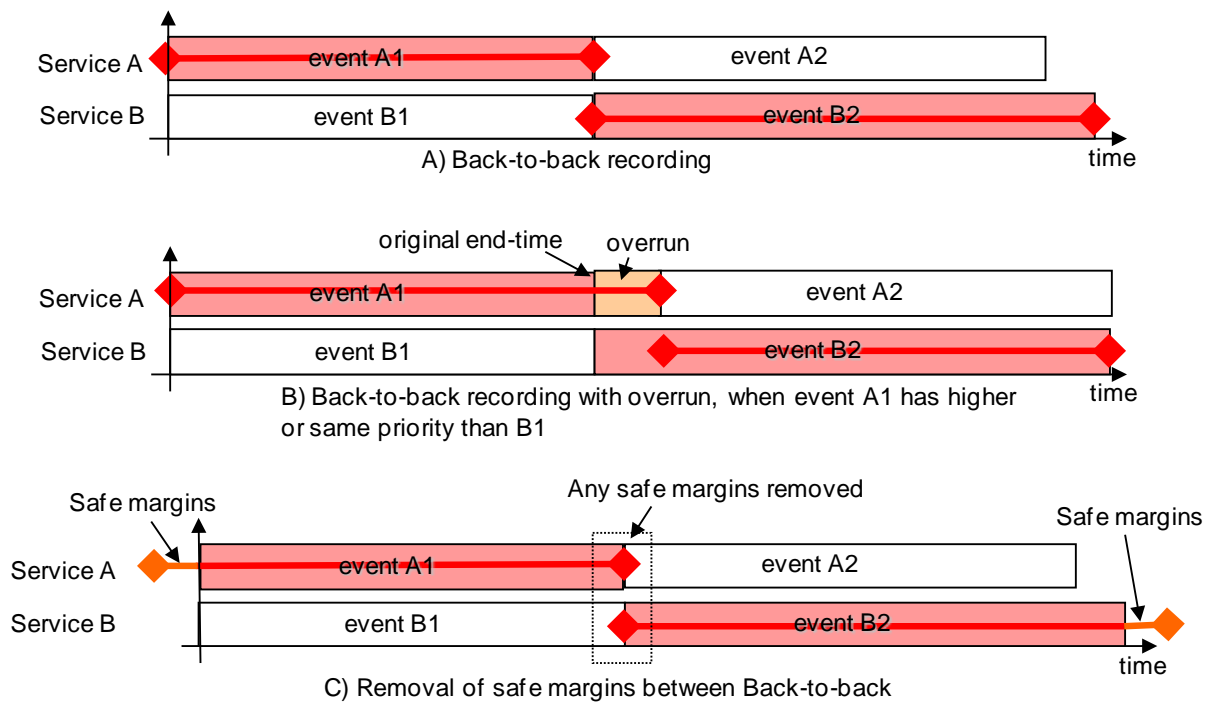 event A1
event A2
Service A
Service B
event B1
event B2
A) Back-to-back recording
time
original end-time
overrun
Service A
event A1
event A2
Service B
event B1
event B2
time
B) Back-to-back recording with overrun, when event A1 has higher
or same priority than B1
Safe margins
Any safe margins removed
Safe margins
Service A
event A1
event A2
Service B
event B1
event B2
time
C) Removal of safe margins between Back-to-back